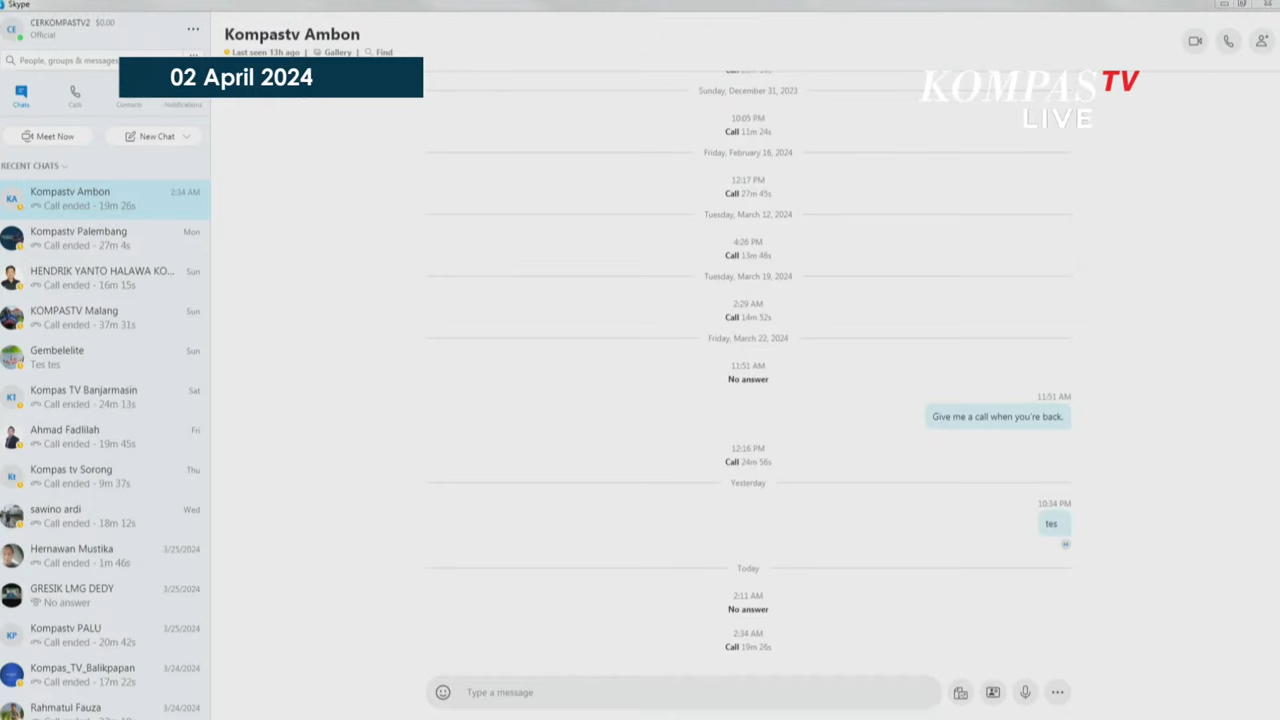 Skype
CE
CERKOMPASTV2 $0.00
Official
People, groups & messages
02 April 2024
Chats
Calls
Contacts
Notifications
Meet Now
New Chat
RECENT CHATS
KA
Kompastv Ambon
2:34 AM
Call ended - 19m 26s
Kompastv Palembang
Mon
Call ended - 27m 4s
HENDRIK YANTO HALAWA KO...
Sun
Call ended - 16m 15s
KOMPASTV Malang
Sun
Call ended - 37m 31s
Gembelelite
Sun
Tes tes
KT
Kompas TV Banjarmasin
Sat
Call ended - 24m 13s
Ahmad Fadlilah
Fri
Call ended - 19m 45s
Kt
Kompas tv Sorong
Thu
Call ended - 9m 37s
sawino ardi
Wed
Call ended - 18m 12s
Hernawan Mustika
3/25/2024
Call ended - 1m 46s
GRESIK LMG DEDY
3/25/2024
No answer
KP
Kompastv PALU
3/25/2024
Call ended - 20m 42s
Kompas_TV_Balikpapan
3/24/2024
Call ended - 17m 22s
Rahmatul Fauza
3/24/2024
Kompastv Ambon
Last seen 13h ago | Gallery | Find
KOMPAS TV
LIVE
Sunday, December 31, 2023
10:05 PM
Call 11m 24s
Friday, February 16, 2024
12:17 PM
Call 27m 45s
Tuesday, March 12, 2024
4:26 PM
Call 13m 46s
Tuesday, March 19, 2024
2:29 AM
Call 14m 52s
Friday, March 22, 2024
11:51 AM
No answer
11:51 AM
Give me a call when you're back.
12:16 PM
Call 24m 56s
Yesterday
10:34 PM
tes
Today
2:11 AM
No answer
2:34 AM
Call 19m 26s
Type a message